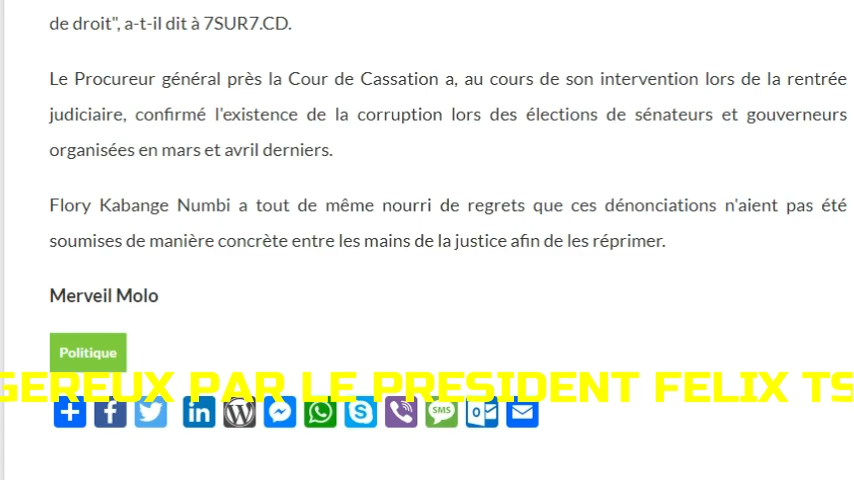 de droit", a-t-il dit à 7SUR7.CD.
Le Procureur général près la Cour de Cassation a, au cours de son intervention lors de la rentrée
judiciaire, confirmé l'existence de la corruption lors des élections de sénateurs et gouverneurs
organisées en mars et avril derniers.
Flory Kabange Numbi a tout de même nourri de regrets que ces dénonciations n'aient pas été
soumises de manière concrète entre les mains de la justice afin de les réprimer.
Merveil Molo
Politique
GEREUX PAR LE PRESIDENT FELIX TS
SMS